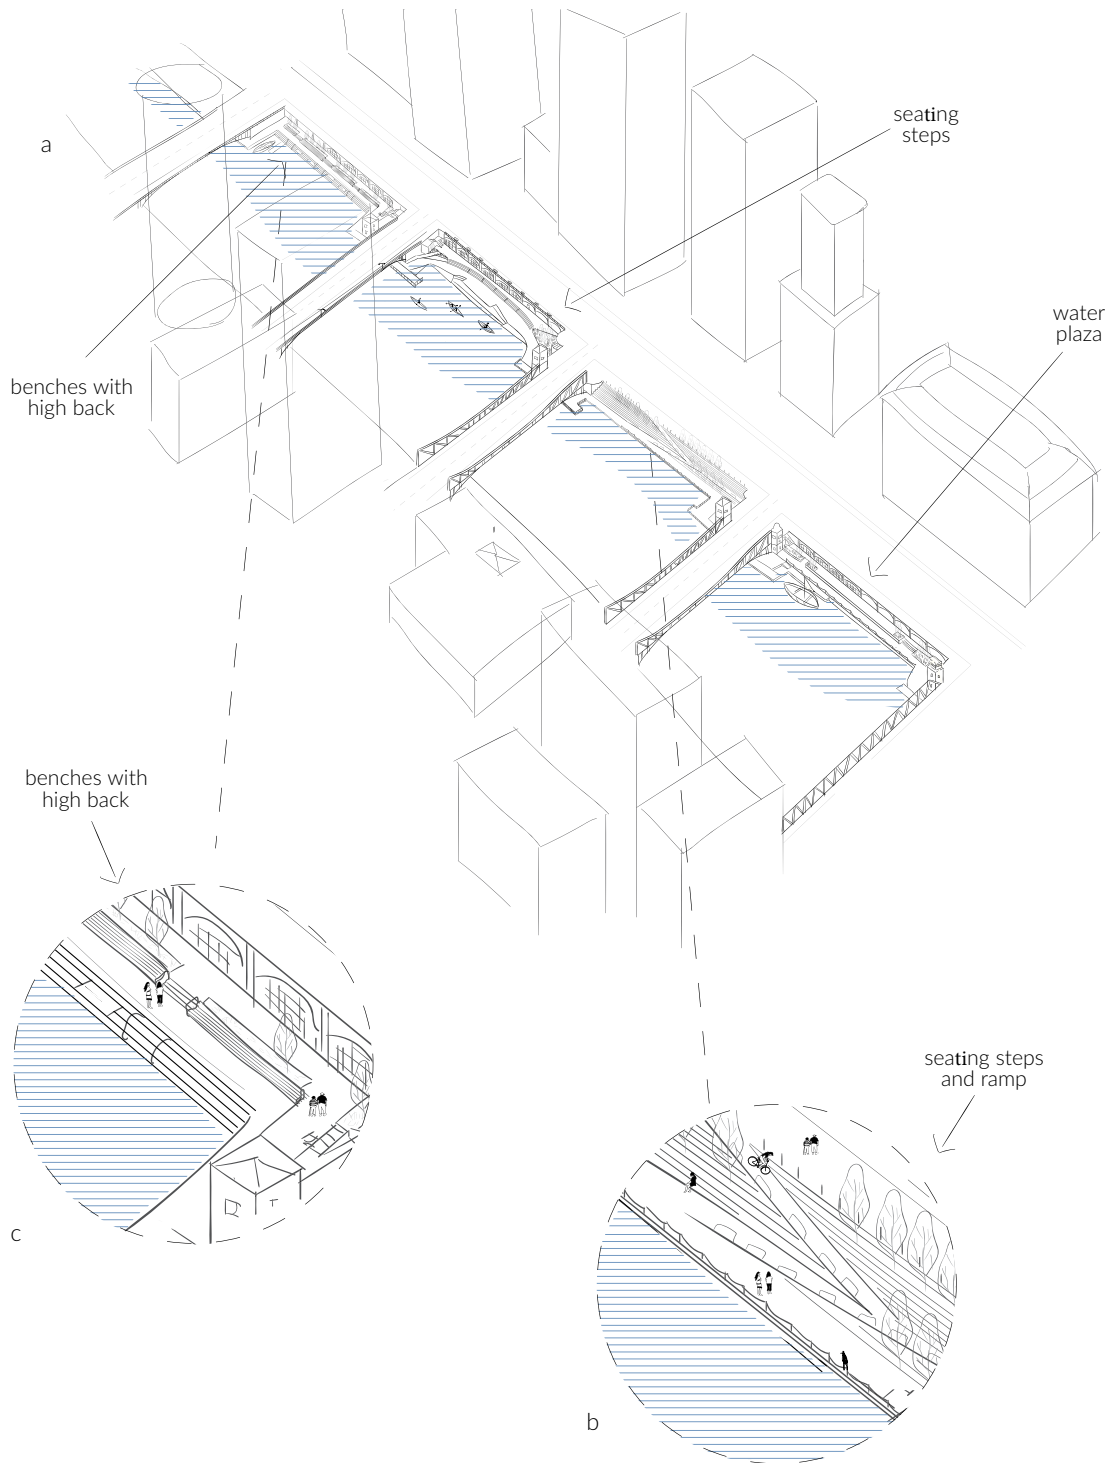 seating
steps
a
water
plaza
benches with
high back
benches with
high back
seating steps
and ramp
c
b